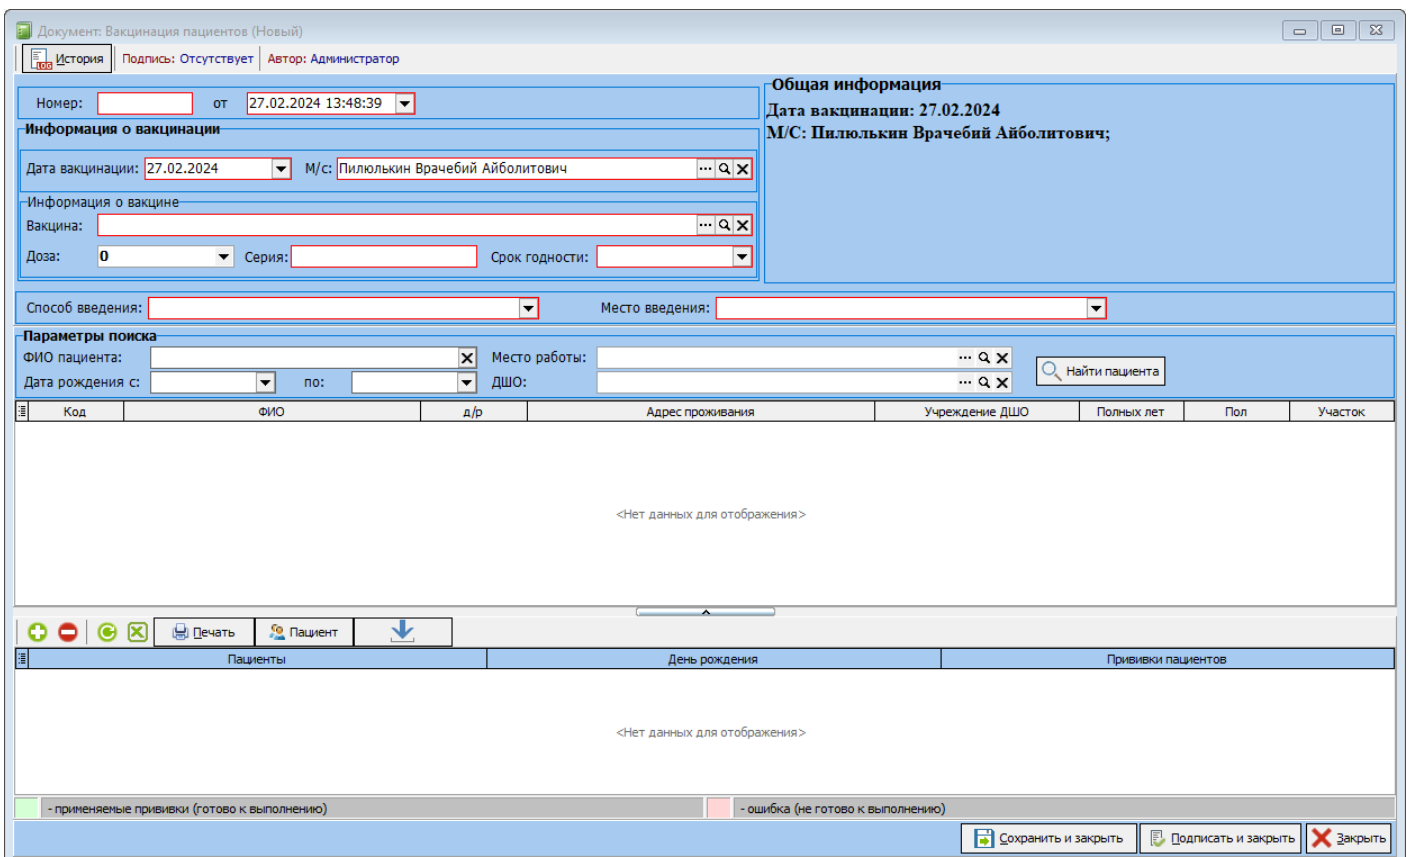 Документ: Вакцинация пациентов (Новый)
LOG История Подпись: Отсутствует Автор: Администратор
Номер: от 27.02.2024 13:48:39
Информация о вакцинации
Дата вакцинации: 27.02.2024 М/с: Пилюлькин Врачебий Айболитович
Информация о вакцине
Вакцина:
Доза: 0 Серия: Срок годности:
Общая информация
Дата вакцинации: 27.02.2024
М/С: Пилюлькин Врачебий Айболитович;
Способ введения: Место введения:
Параметры поиска
ФИО пациента: Место работы:
Дата рождения с: по: ДШО:
Найти пациента
Код ФИО д/р Адрес проживания Учреждение ДШО Полных лет Пол Участок
<Нет данных для отображения>
Печать Пациент
Пациенты День рождения Прививки пациентов
<Нет данных для отображения>
- применяемые прививки (готово к выполнению) - ошибка (не готово к выполнению)
Сохранить и закрыть Подписать и закрыть Закрыть